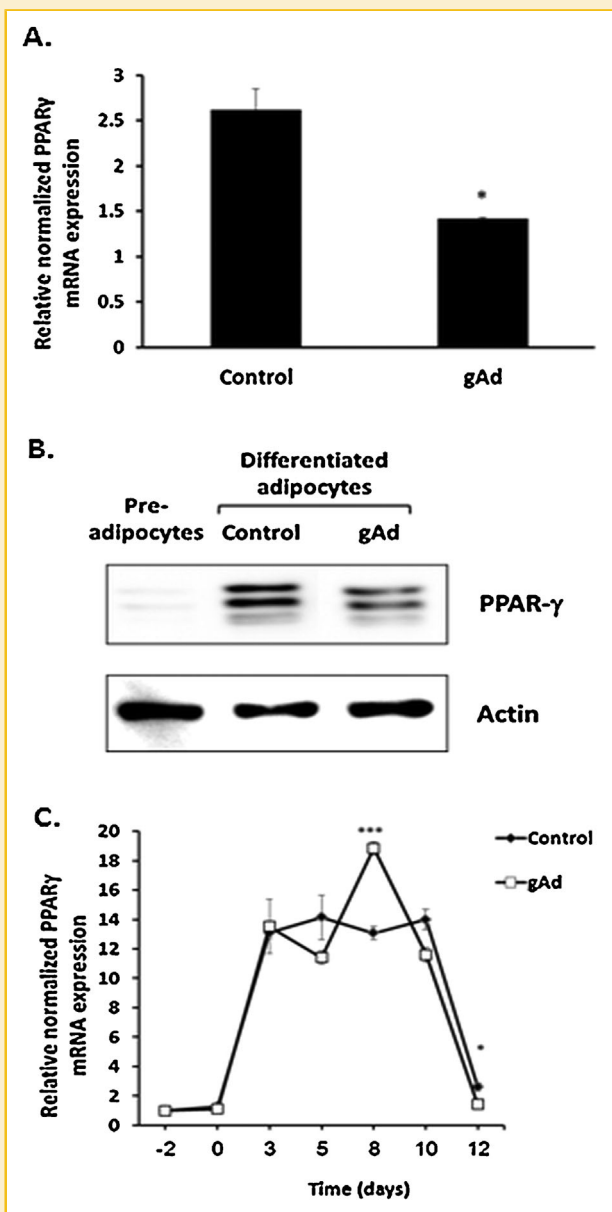 A.
Relative normalized PPARγ
mRNA expression
3
2.5
2
1.5
1
0.5
0
*
Control
gAd
B.
Differentiated
adipocytes
Pre-
adipocytes
Control
gAd
PPAR-γ
Actin
C.
Relative normalized PPARγ
mRNA expression
20
18
16
14
12
10
8
6
4
2
0
***
*
Control
gAd
-2 0 3 5 8 10 12
Time (days)